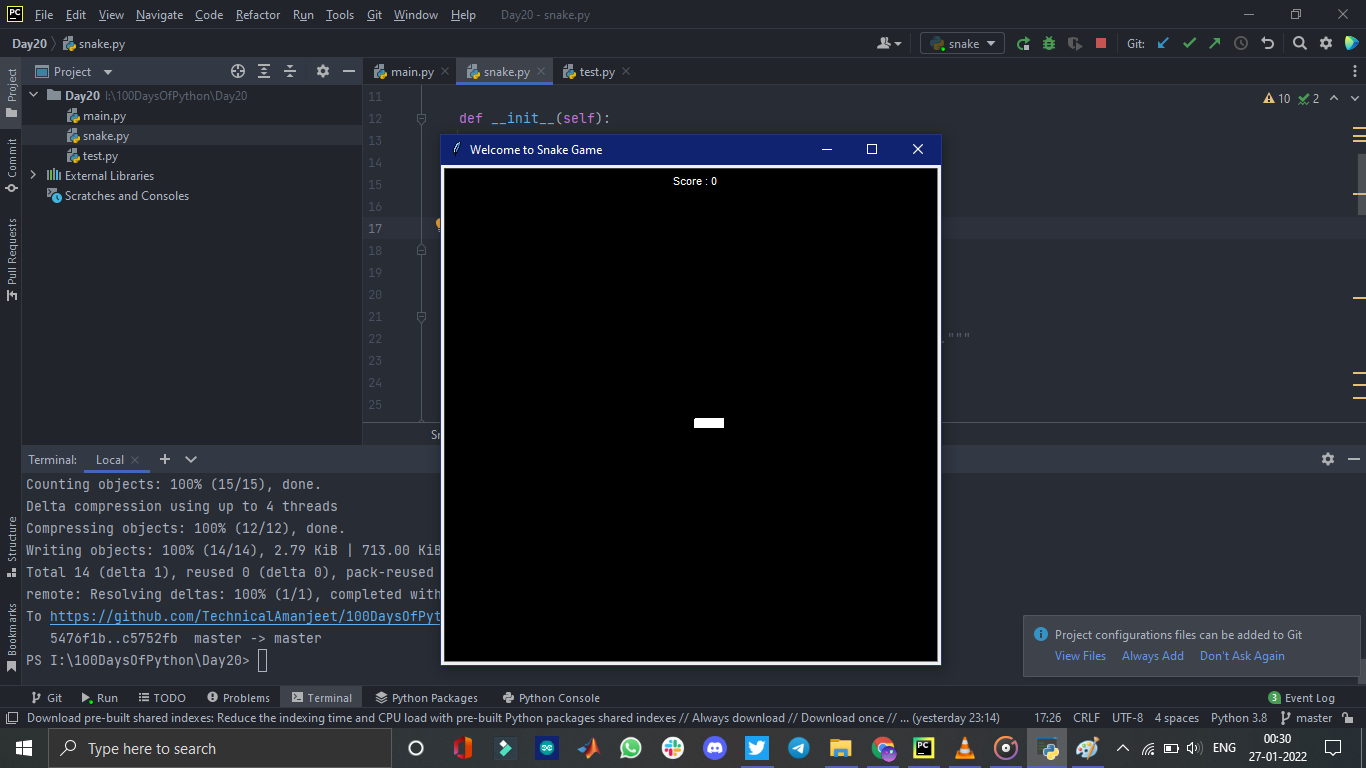 PC File Edit View Navigate Code Refactor Run Tools Git Window Help Day20 - snake.py
Day20 snake.py snake Git:
Project
Project
main.py snake.py test.py
Day20 I:\100DaysOfPython\Day20
main.py
snake.py
test.py
External Libraries
Scratches and Consoles
Commit
Pull Requests
Structure
Bookmarks
10 2
11
12 def __init__(self):
13
14
15
16
17
18
19
20
21
22 """
23
24
25
Welcome to Snake Game
Score : 0
Terminal: Local
Counting objects: 100% (15/15), done.
Delta compression using up to 4 threads
Compressing objects: 100% (12/12), done.
Writing objects: 100% (14/14), 2.79 KiB | 713.00 KiB
Total 14 (delta 1), reused 0 (delta 0), pack-reused
remote: Resolving deltas: 100% (1/1), completed with
To https://github.com/TechnicalAmanjeet/100DaysOfPyt
5476f1b..c5752fb master -> master
PS I:\100DaysOfPython\Day20>
Project configurations files can be added to Git
View Files Always Add Don't Ask Again
Git Run TODO Problems Terminal Python Packages Python Console 3 Event Log
Download pre-built shared indexes: Reduce the indexing time and CPU load with pre-built Python packages shared indexes // Always download // Download once // ... (yesterday 23:14) 17:26 CRLF UTF-8 4 spaces Python 3.8 master
Type here to search PC ENG 00:30
27-01-2022